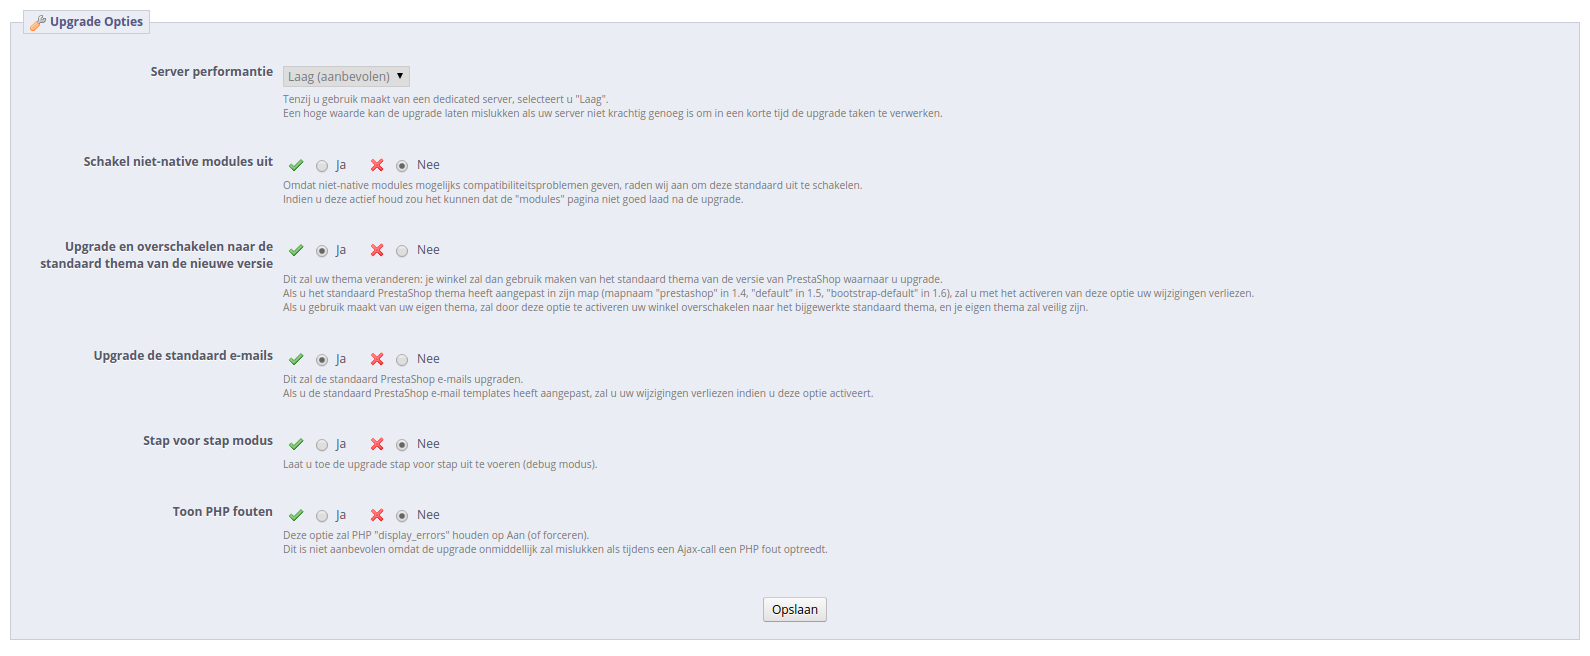 Upgrade Opties
Server performantie
Laag (aanbevolen)
Tenzij u gebruik maakt van een dedicated server, selecteert u "Laag".
Een hoge waarde kan de upgrade laten mislukken als uw server niet krachtig genoeg is om in een korte tijd de upgrade taken te verwerken.
Schakel niet-native modules uit
Ja Nee
Omdat niet-native modules mogelijks compatibiliteitsproblemen geven, raden wij aan om deze standaard uit te schakelen.
Indien u deze actief houd zou het kunnen dat de "modules" pagina niet goed laad na de upgrade.
Upgrade en overschakelen naar de
standaard thema van de nieuwe versie
Ja Nee
Dit zal uw thema veranderen: je winkel zal dan gebruik maken van het standaard thema van de versie van PrestaShop waarnaar u upgrade.
Als u het standaard PrestaShop thema heeft aangepast in zijn map (mapnaam "prestashop" in 1.4, "default" in 1.5, "bootstrap-default" in 1.6), zal u met het activeren van deze optie uw wijzigingen verliezen.
Als u gebruik maakt van uw eigen thema, zal door deze optie te activeren uw winkel overschakelen naar het bijgewerkte standaard thema, en je eigen thema zal veilig zijn.
Upgrade de standaard e-mails
Ja Nee
Dit zal de standaard PrestaShop e-mails upgraden.
Als u de standaard PrestaShop e-mail templates heeft aangepast, zal u uw wijzigingen verliezen indien u deze optie activeert.
Stap voor stap modus
Ja Nee
Laat u toe de upgrade stap voor stap uit te voeren (debug modus).
Toon PHP fouten
Ja Nee
Deze optie zal PHP "display_errors" houden op Aan (of forceren).
Dit is niet aanbevolen omdat de upgrade onmiddellijk zal mislukken als tijdens een Ajax-call een PHP fout optreedt.
Opslaan